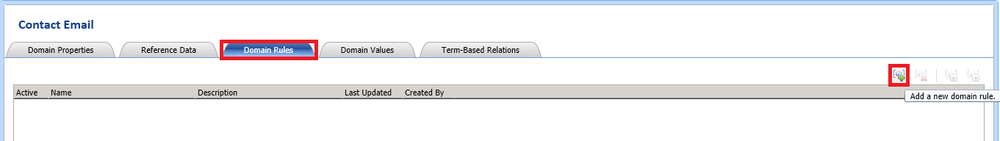 Contact Email
Domain Properties Reference Data Domain Rules Domain Values Term-Based Relations
Active Name Description Last Updated Created By
Add a new domain rule.